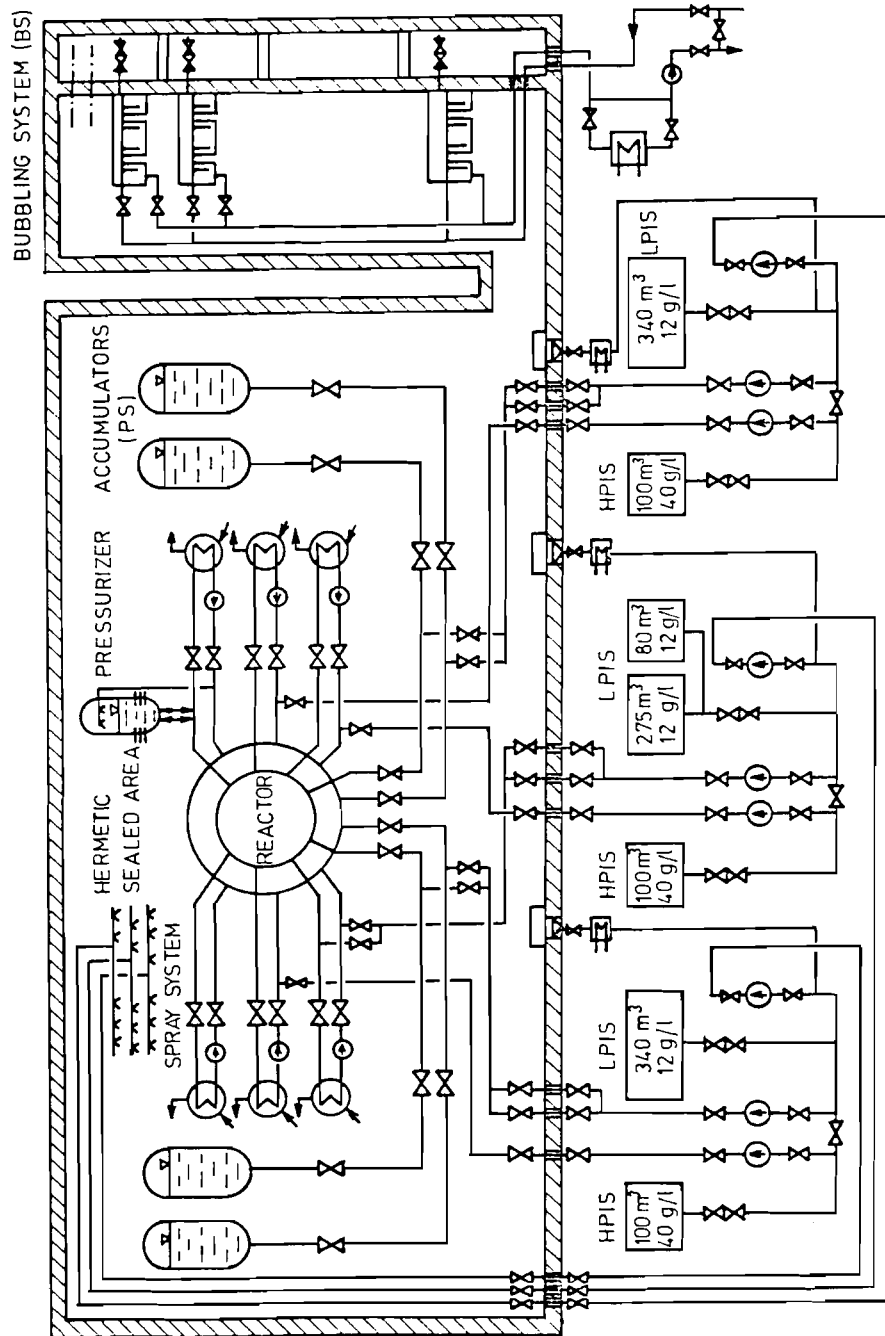 BUBBLING SYSTEM (BS)
ACCUMULATORS
(PS)
PRESSURIZER
HERMETIC
SEALED AREA
SPRAY SYSTEM
REACTOR
HPIS
100 m³
40 g/l
LPIS
340 m³
12 g/l
HPIS
100 m³
40 g/l
LPIS
275 m³
12 g/l
80 m³
12 g/l
HPIS
100 m³
40 g/l
LPIS
340 m³
12 g/l